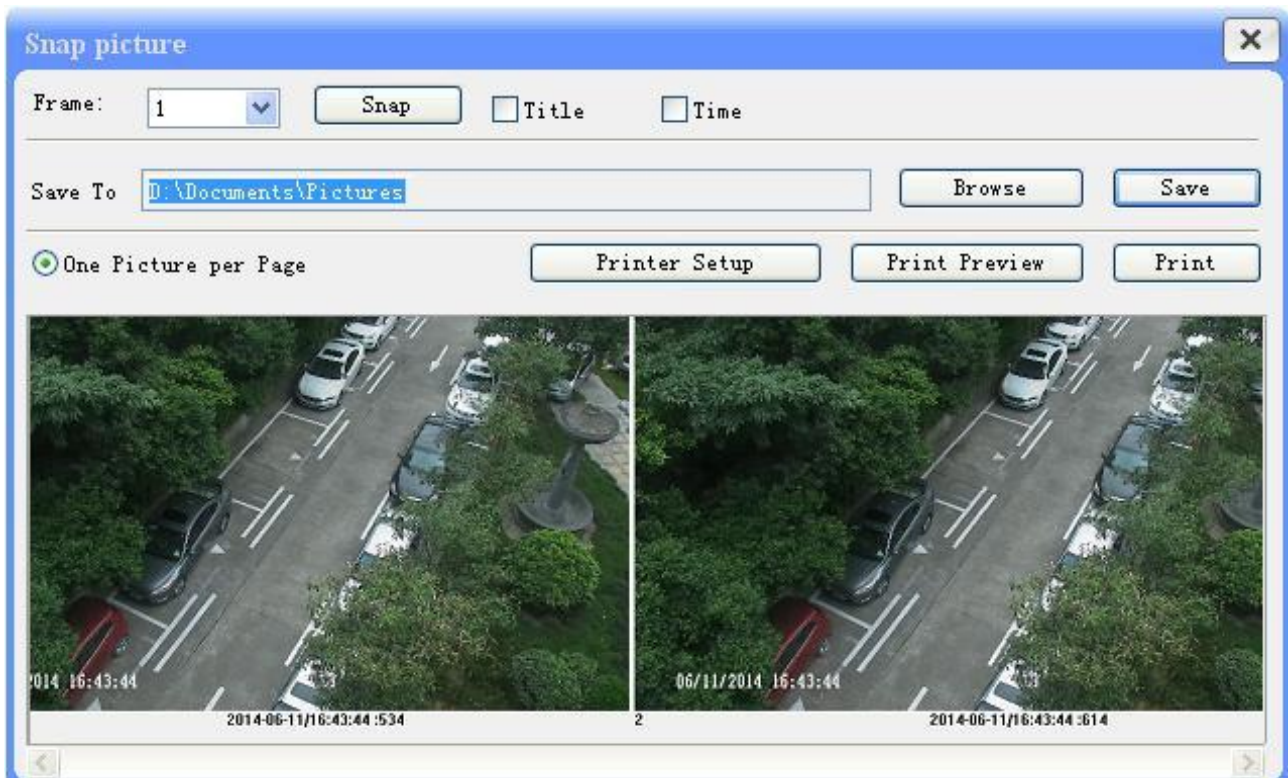 Snap picture
Frame: 1 Snap Title Time
Save To D:\Documents\Pictures Browse Save
One Picture per Page Printer Setup Print Preview Print
014 16:43:44 06/11/2014 16:43:44
2014-06-11/16:43:44 :534 2 2014-06-11/16:43:44 :614